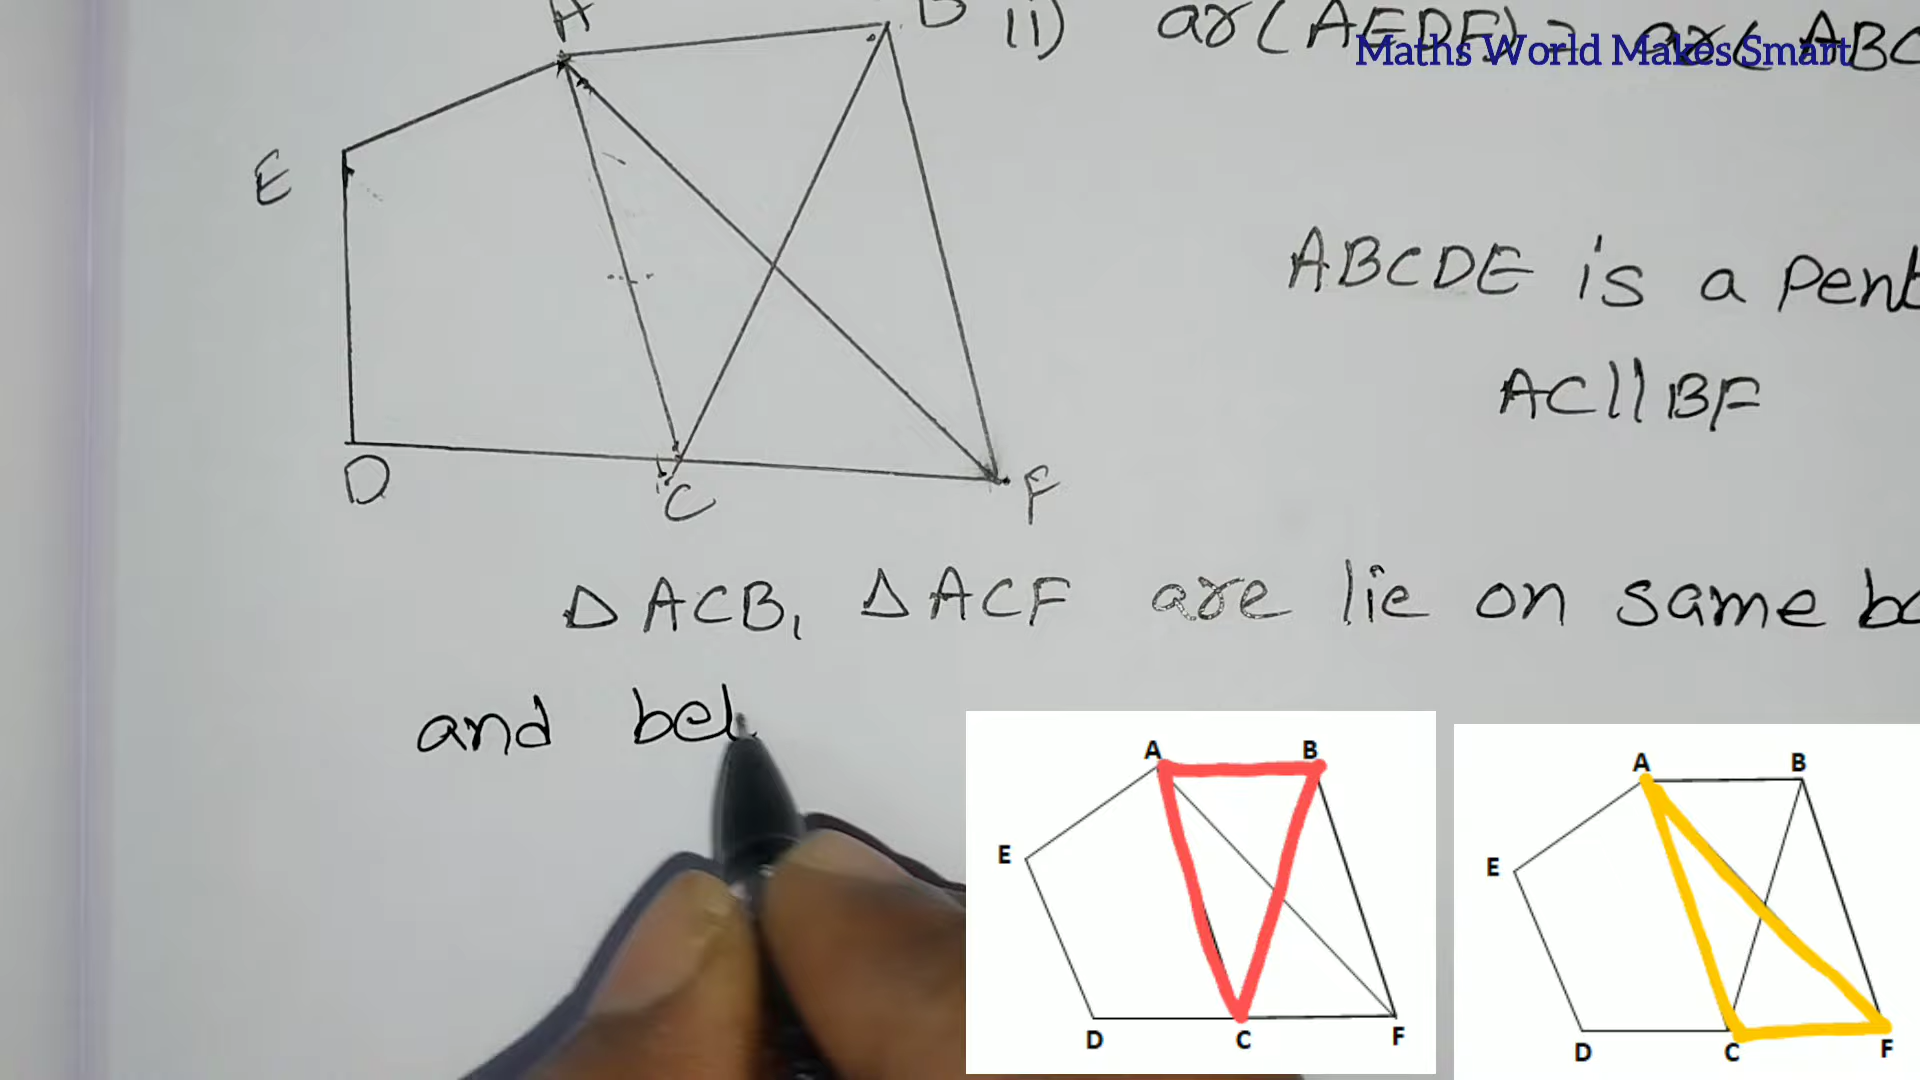 A B ii) ar(AEDF) = ar(ABC
Maths World Makes Smart
E
ABCDE is a Pent
AC||BF
D C F
Δ ACB, Δ ACF are lie on same ba
and bet
A B
E
D C F
A B
E
D C F